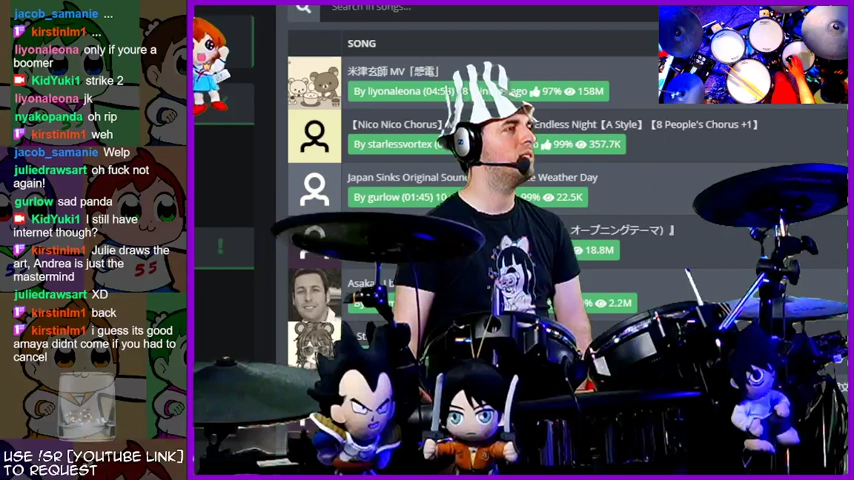 jacob_samanie ...
kirstinlm1 ...
liyonaleona only if youre a
boomer
KidYuki1 strike 2
liyonaleona jk
nyakopanda oh rip
kirstinlm1 weh
jacob_samanie Welp
juliedrawsart oh fuck not
again!
gurlow sad panda
KidYuki1 I still have
internet though?
kirstinlm1 Julie draws the
art, Andrea is just the
mastermind
juliedrawsart XD
kirstinlm1 back
kirstinlm1 i guess its good
amaya didnt come if you had to
cancel
USE !SR [YOUTUBE LINK]
TO REQUEST
Search in songs...
SONG
米津玄師 MV「感電」
By liyonaleona (04: ago 97% 158M
【Nico Nico Chorus】 Endless Night【A Style】【8 People's Chorus +1】
By starlessvortex 99% 357.7K
Japan Sinks Original Weather Day
By gurlow (01:45) 99% 22.5K
オープニングテーマ)』
18.8M
Asaka
2.2M
55